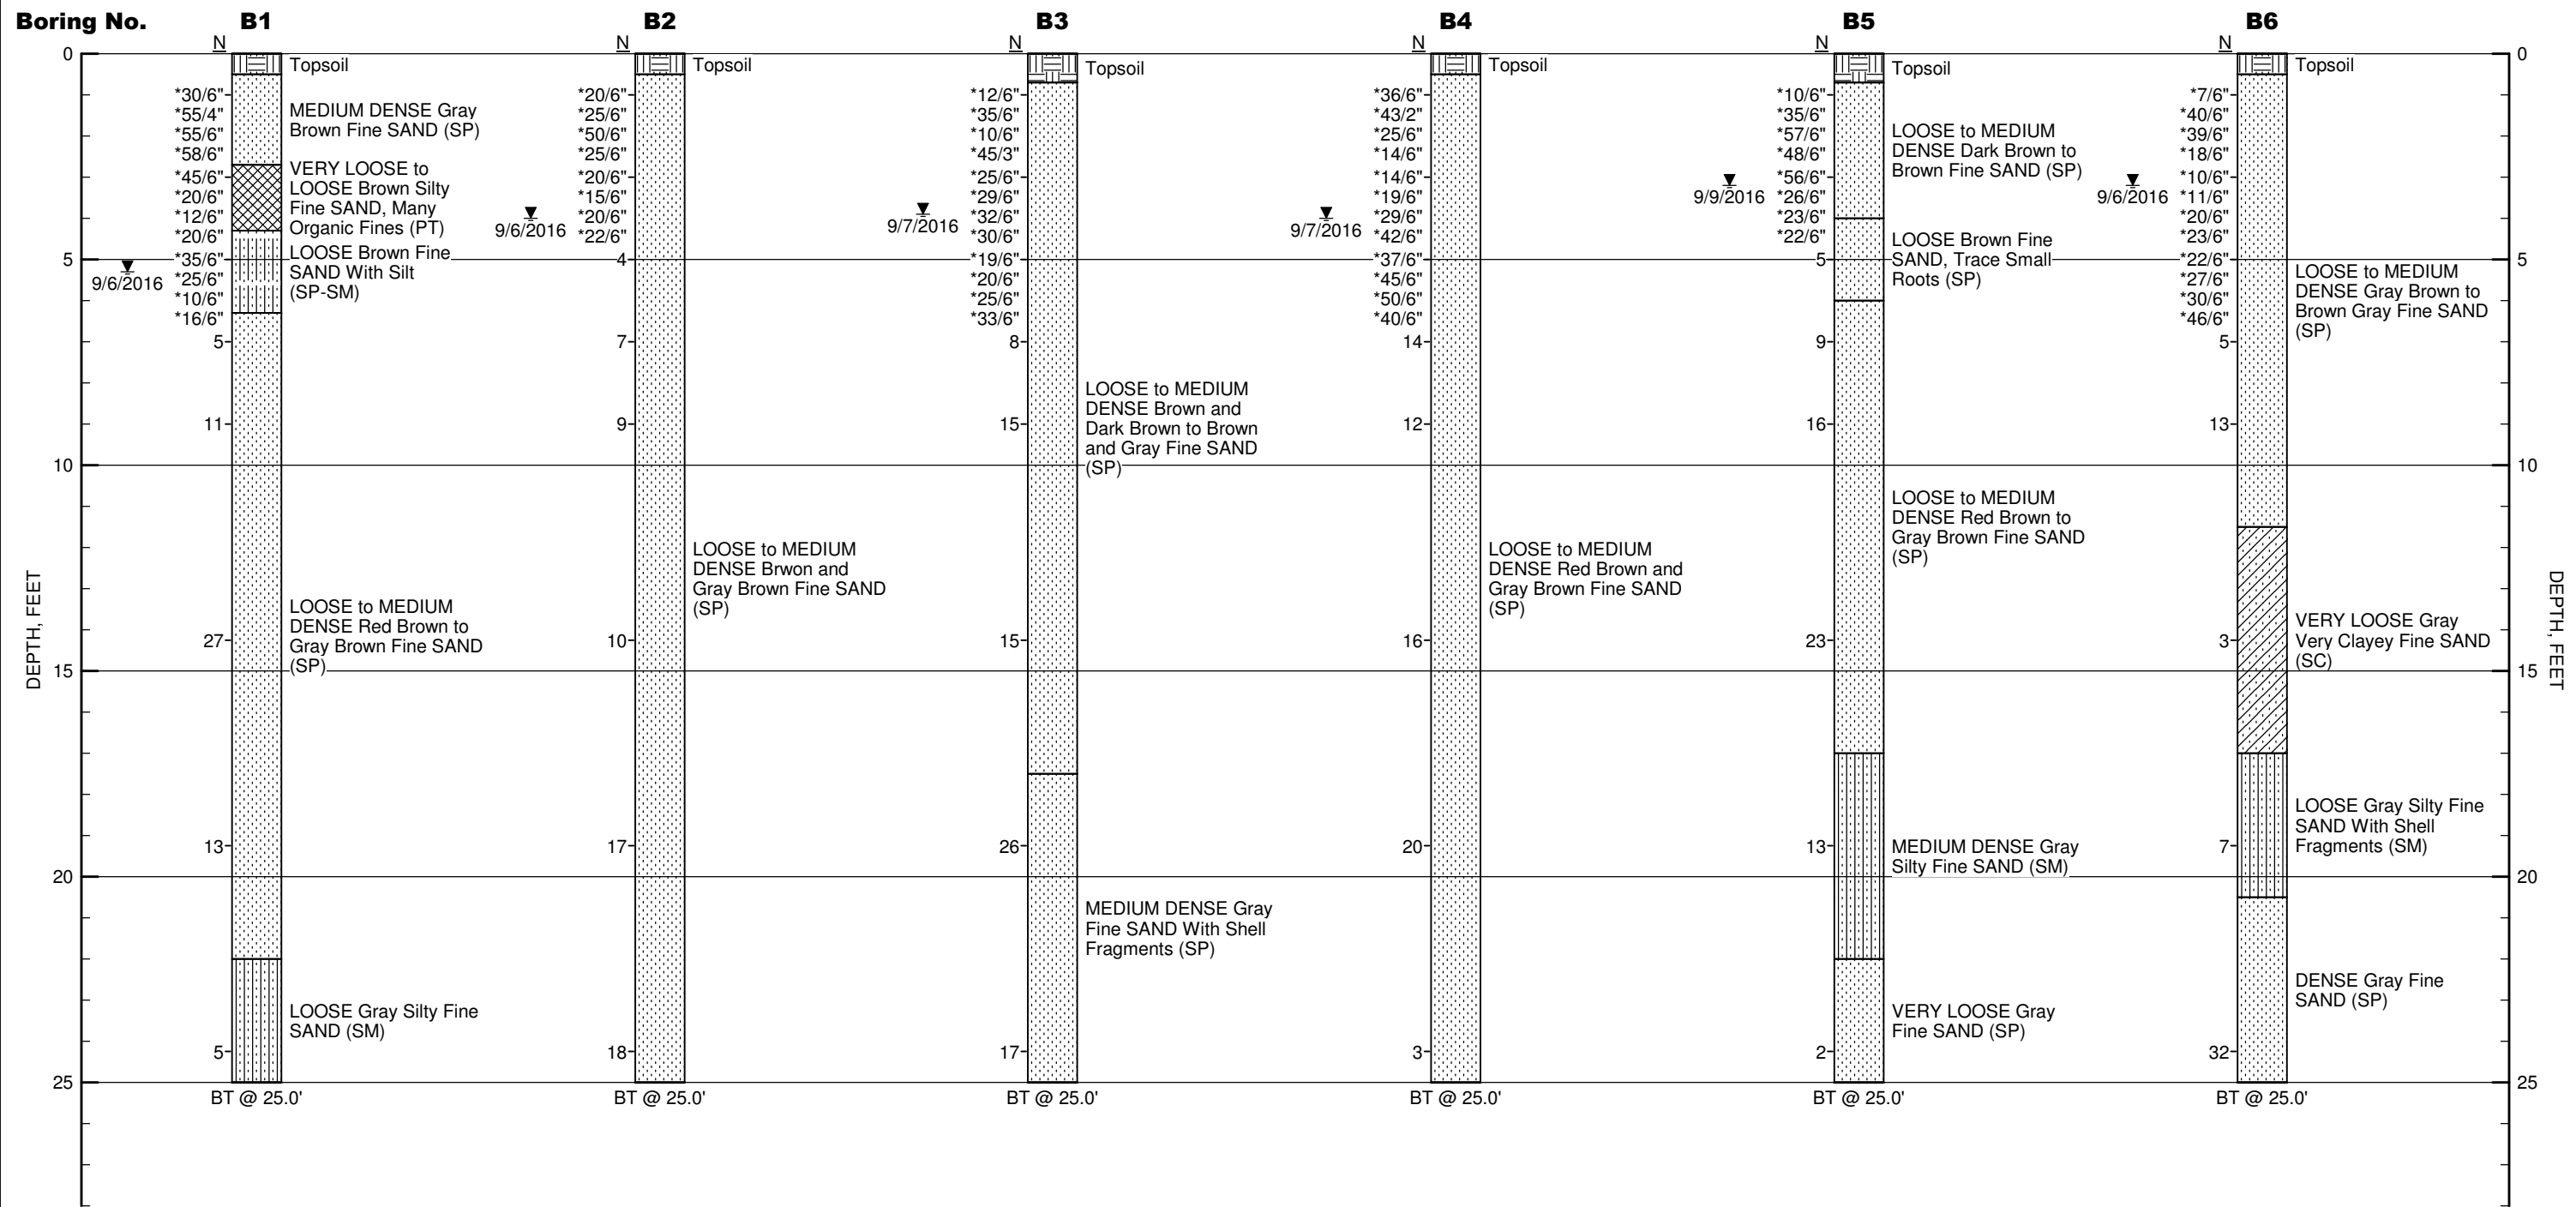 Boring No.
B1
B2
B3
B4
B5
B6
N
N
N
N
N
N
0
5
10
15
20
25
DEPTH, FEET
9/6/2016
*30/6"
*55/4"
*55/6"
*58/6"
*45/6"
*20/6"
*12/6"
*20/6"
*35/6"
*25/6"
*10/6"
*16/6"
5
11
27
13
5
Topsoil
MEDIUM DENSE Gray
Brown Fine SAND (SP)
VERY LOOSE to
LOOSE Brown Silty
Fine SAND, Many
Organic Fines (PT)
LOOSE Brown Fine
SAND With Silt
(SP-SM)
LOOSE to MEDIUM
DENSE Red Brown to
Gray Brown Fine SAND
(SP)
LOOSE Gray Silty Fine
SAND (SM)
BT @ 25.0'
9/6/2016
*20/6"
*25/6"
*50/6"
*25/6"
*20/6"
*15/6"
*20/6"
*22/6"
4
7
9
10
17
18
Topsoil
LOOSE to MEDIUM
DENSE Brwon and
Gray Brown Fine SAND
(SP)
BT @ 25.0'
9/7/2016
*12/6"
*35/6"
*10/6"
*45/3"
*25/6"
*29/6"
*32/6"
*30/6"
*19/6"
*20/6"
*25/6"
*33/6"
8
15
15
26
17
Topsoil
LOOSE to MEDIUM
DENSE Brown and
Dark Brown to Brown
and Gray Fine SAND
(SP)
MEDIUM DENSE Gray
Fine SAND With Shell
Fragments (SP)
BT @ 25.0'
9/7/2016
*36/6"
*43/2"
*25/6"
*14/6"
*14/6"
*19/6"
*29/6"
*42/6"
*37/6"
*45/6"
*50/6"
*40/6"
14
12
16
20
3
Topsoil
LOOSE to MEDIUM
DENSE Red Brown and
Gray Brown Fine SAND
(SP)
BT @ 25.0'
9/9/2016
*10/6"
*35/6"
*57/6"
*48/6"
*56/6"
*26/6"
*23/6"
*22/6"
5
9
16
23
13
2
Topsoil
LOOSE to MEDIUM
DENSE Dark Brown to
Brown Fine SAND (SP)
LOOSE Brown Fine
SAND, Trace Small
Roots (SP)
LOOSE to MEDIUM
DENSE Red Brown to
Gray Brown Fine SAND
(SP)
MEDIUM DENSE Gray
Silty Fine SAND (SM)
VERY LOOSE Gray
Fine SAND (SP)
BT @ 25.0'
9/6/2016
*7/6"
*40/6"
*39/6"
*18/6"
*10/6"
*11/6"
*20/6"
*23/6"
*22/6"
*27/6"
*30/6"
*46/6"
5
13
3
7
32
Topsoil
LOOSE to MEDIUM
DENSE Gray Brown to
Brown Gray Fine SAND
(SP)
VERY LOOSE Gray
Very Clayey Fine SAND
(SC)
LOOSE Gray Silty Fine
SAND With Shell
Fragments (SM)
DENSE Gray Fine
SAND (SP)
BT @ 25.0'
0
5
10
15
20
25
DEPTH, FEET